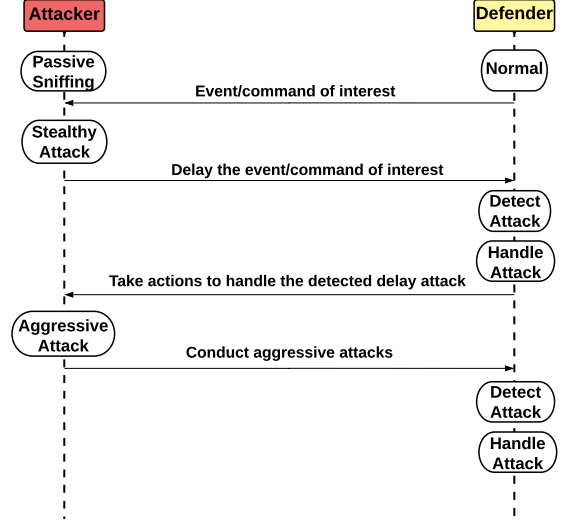 Attacker
Defender
Passive
Sniffing
Normal
Event/command of interest
Stealthy
Attack
Delay the event/command of interest
Detect
Attack
Handle
Attack
Take actions to handle the detected delay attack
Aggressive
Attack
Conduct aggressive attacks
Detect
Attack
Handle
Attack